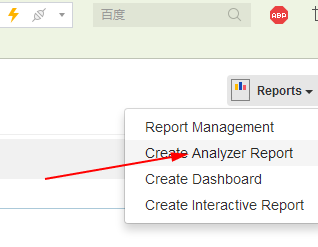 百度
ABP
Reports
Report Management
Create Analyzer Report
Create Dashboard
Create Interactive Report